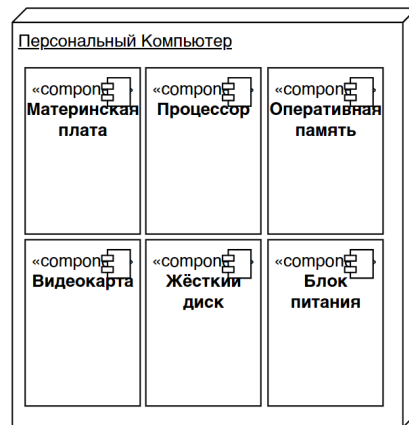 Персональный Компьютер
«compon
Материнская
плата
«compon
Процессор
«compon
Оперативная
память
«compon
Видеокарта
«compon
Жёсткий
диск
«compon
Блок
питания